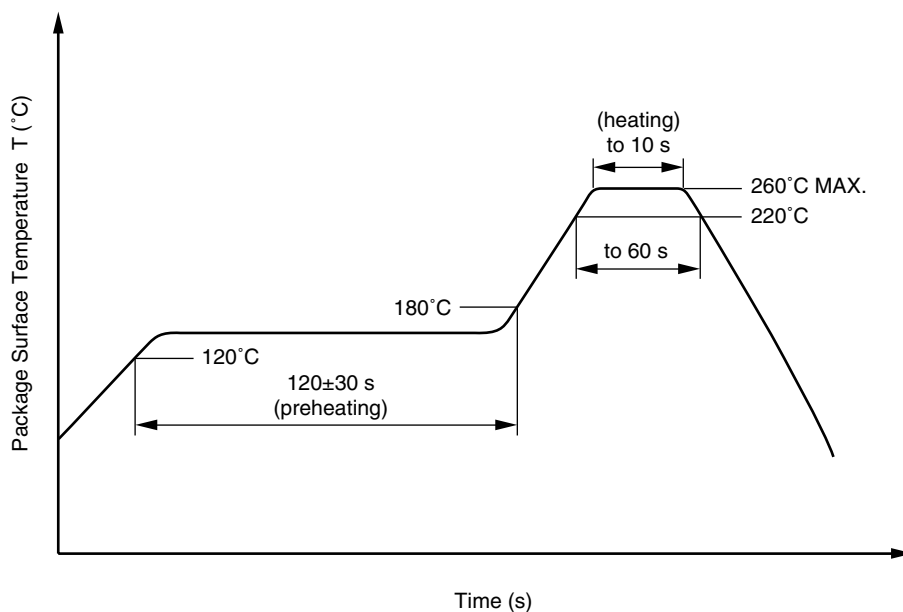 Package Surface Temperature T (˚C)
(heating)
to 10 s
260˚C MAX.
220˚C
to 60 s
180˚C
120˚C
120±30 s
(preheating)
Time (s)